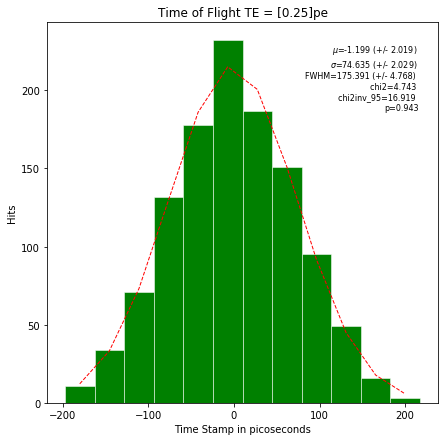 Time of Flight TE = [0.25]pe
μ=-1.199 (+/- 2.019)
σ=74.635 (+/- 2.029)
FWHM=175.391 (+/- 4.768)
chi2=4.743
chi2inv_95=16.919
p=0.943
Hits
200
150
100
50
0
−200 −100 0 100 200
Time Stamp in picoseconds